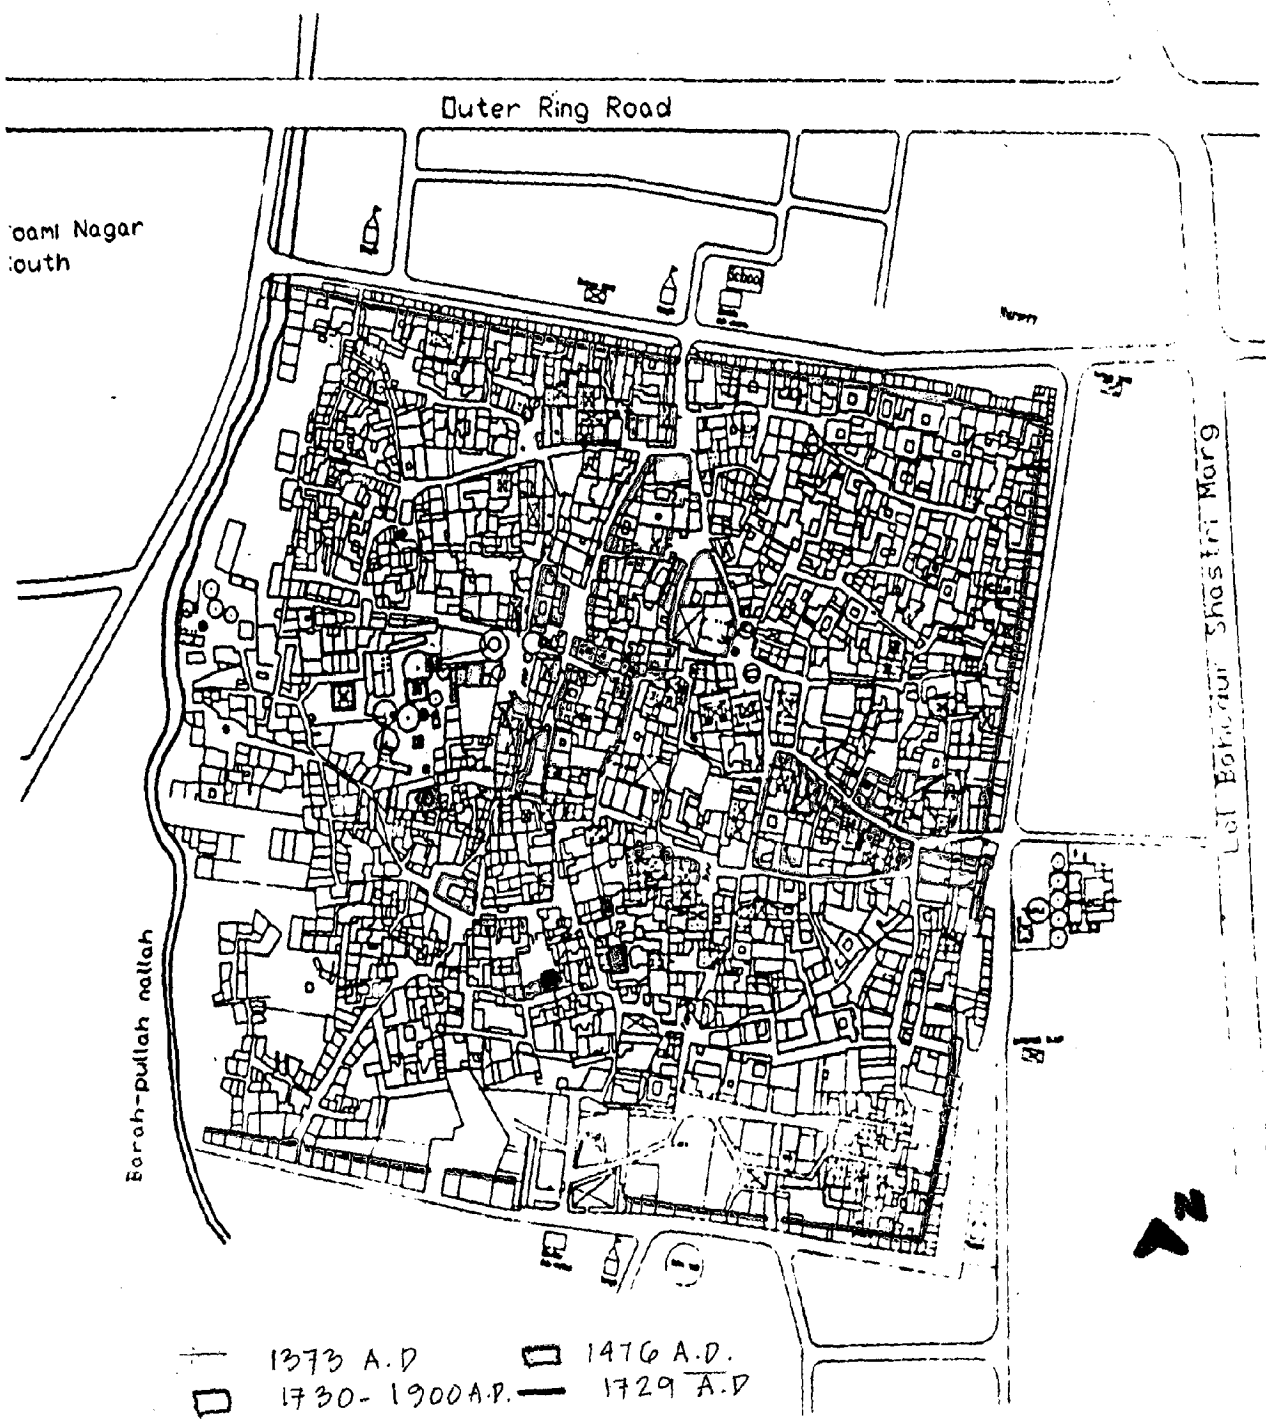 Outer Ring Road
oami Nagar
outh
School
Nursery
Lal Bahadur Shastri Marg
Barah-pullah nallah
N
1373 A.D
1476 A.D.
1730- 1900 A.D.
1729 A.D